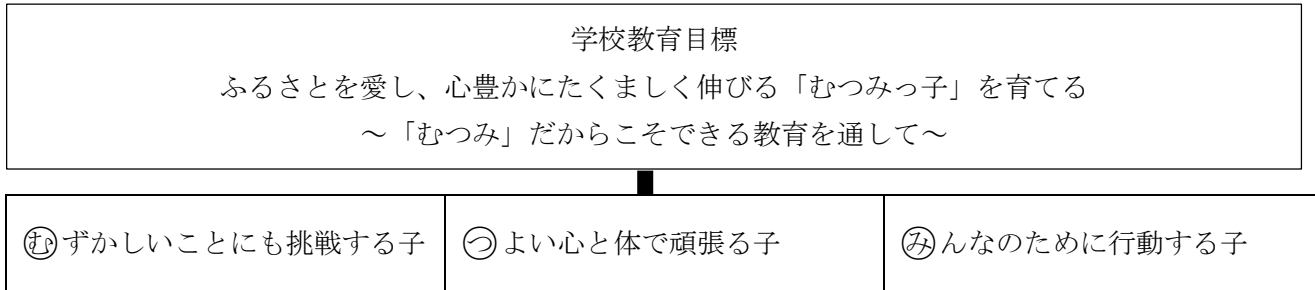 学校教育目標
ふるさとを愛し、心豊かにたくましく伸びる「むつみっ子」を育てる
～「むつみ」だからこそできる教育を通して～
むずかしいことにも挑戦する子
つよい心と体で頑張る子
みんなのために行動する子